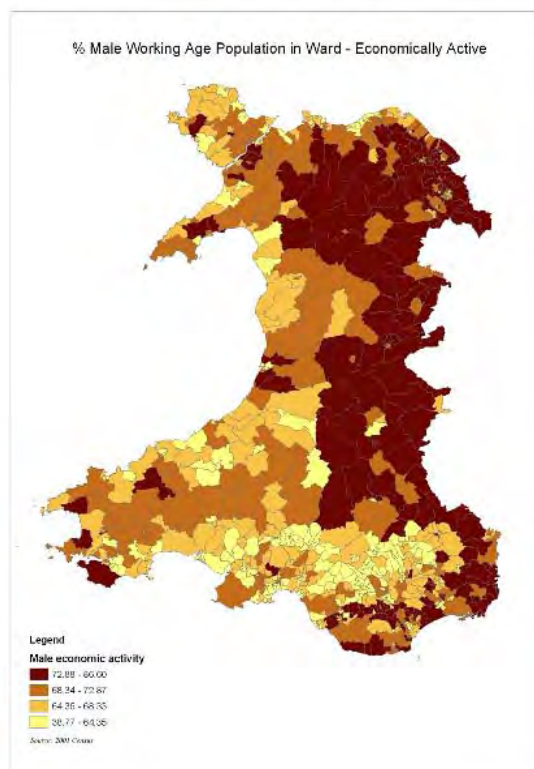 % Male Working Age Population in Ward - Economically Active
Legend
Male economic activity
72.88 - 86.60
68.34 - 72.87
64.36 - 68.33
38.77 - 64.35
Source: 2001 Census